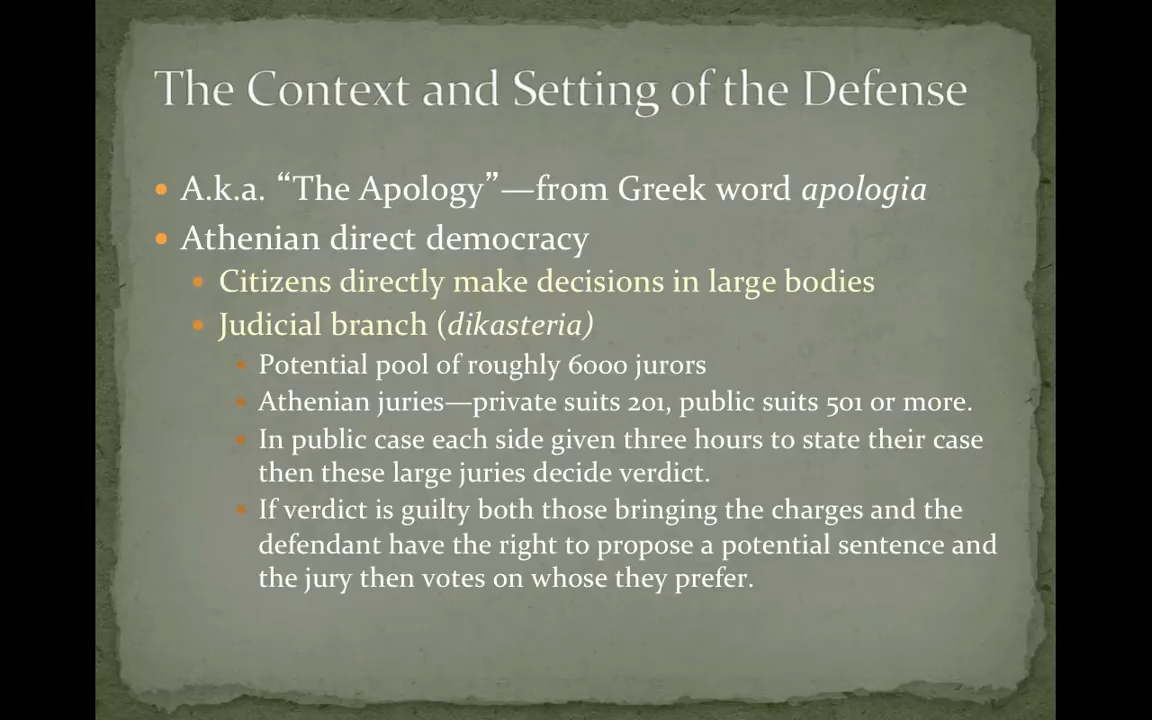 The Context and Setting of the Defense
• A.k.a. “The Apology”—from Greek word apologia
• Athenian direct democracy
• Citizens directly make decisions in large bodies
• Judicial branch (dikasteria)
• Potential pool of roughly 6000 jurors
• Athenian juries—private suits 201, public suits 501 or more.
• In public case each side given three hours to state their case
then these large juries decide verdict.
• If verdict is guilty both those bringing the charges and the
defendant have the right to propose a potential sentence and
the jury then votes on whose they prefer.